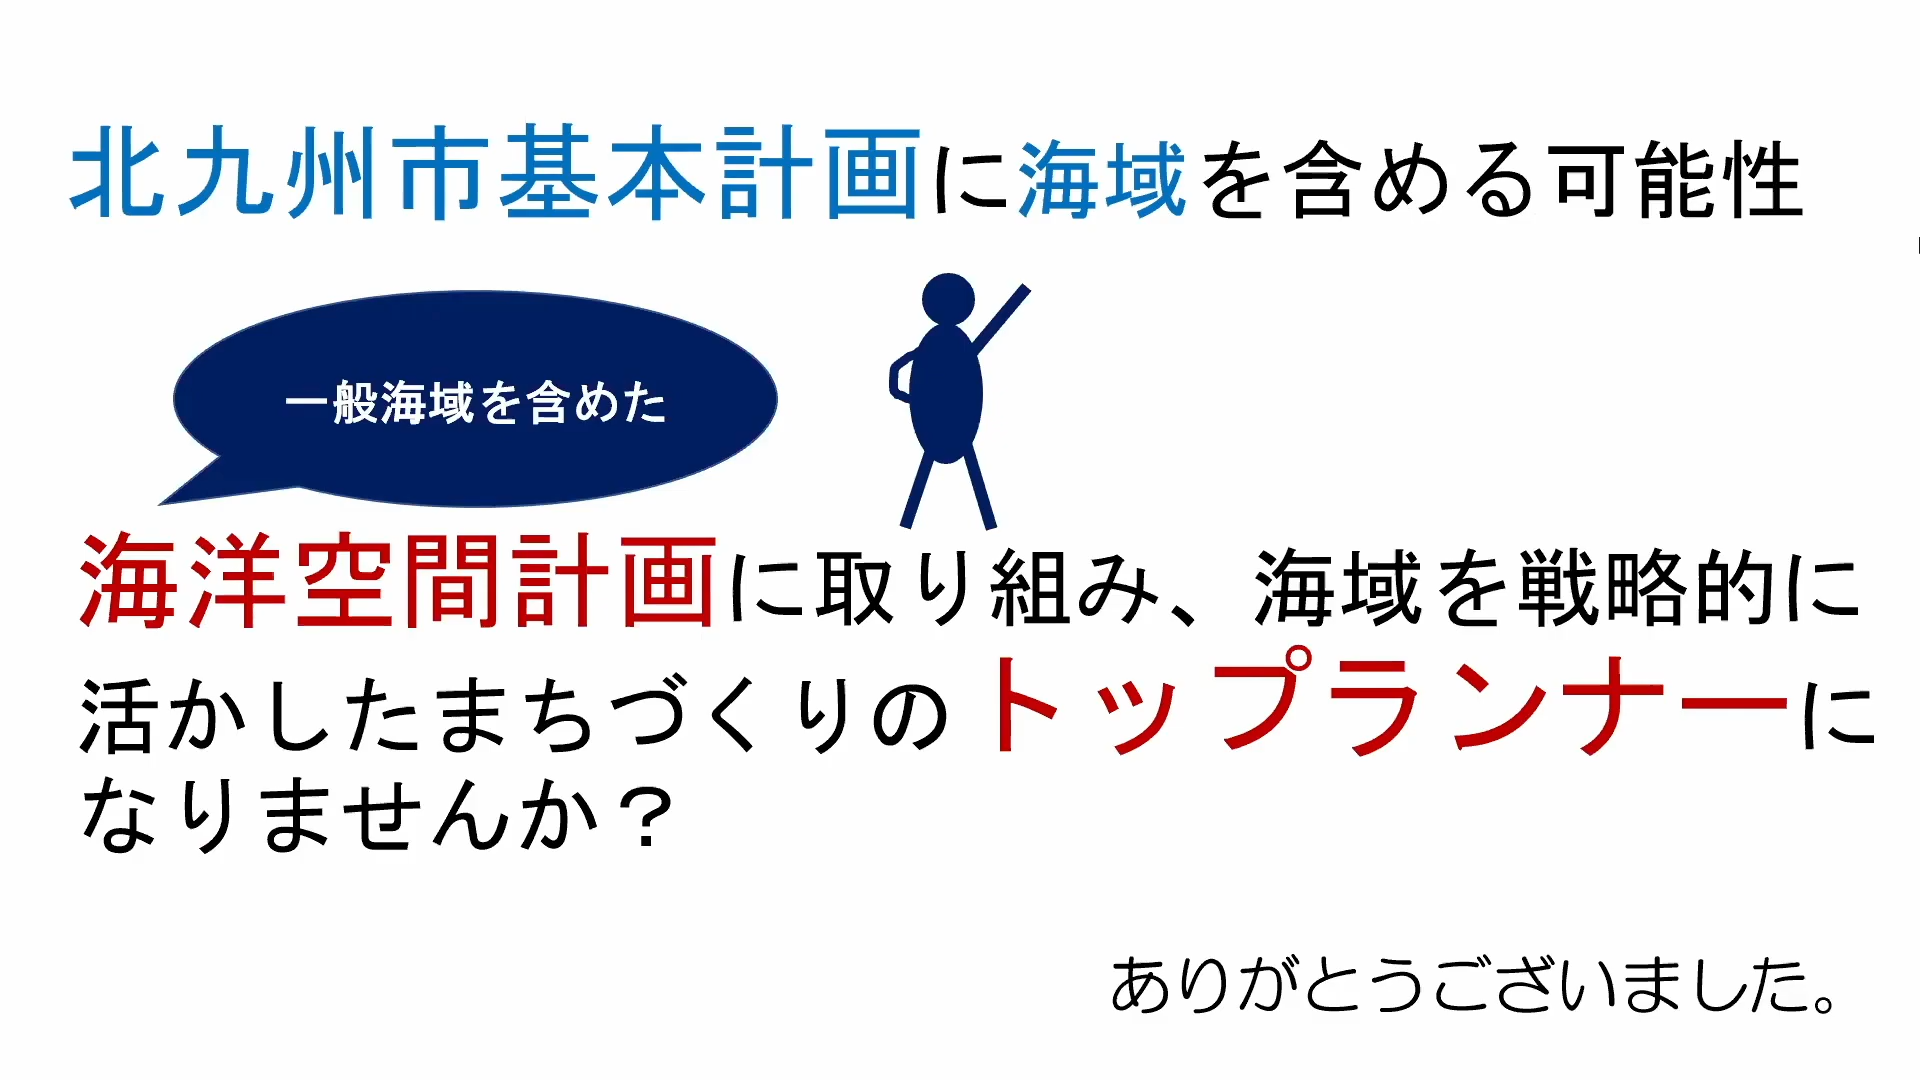 北九州市基本計画に海域を含める可能性
一般海域を含めた
海洋空間計画に取り組み、海域を戦略的に
活かしたまちづくりのトップランナーに
なりませんか？
ありがとうございました。